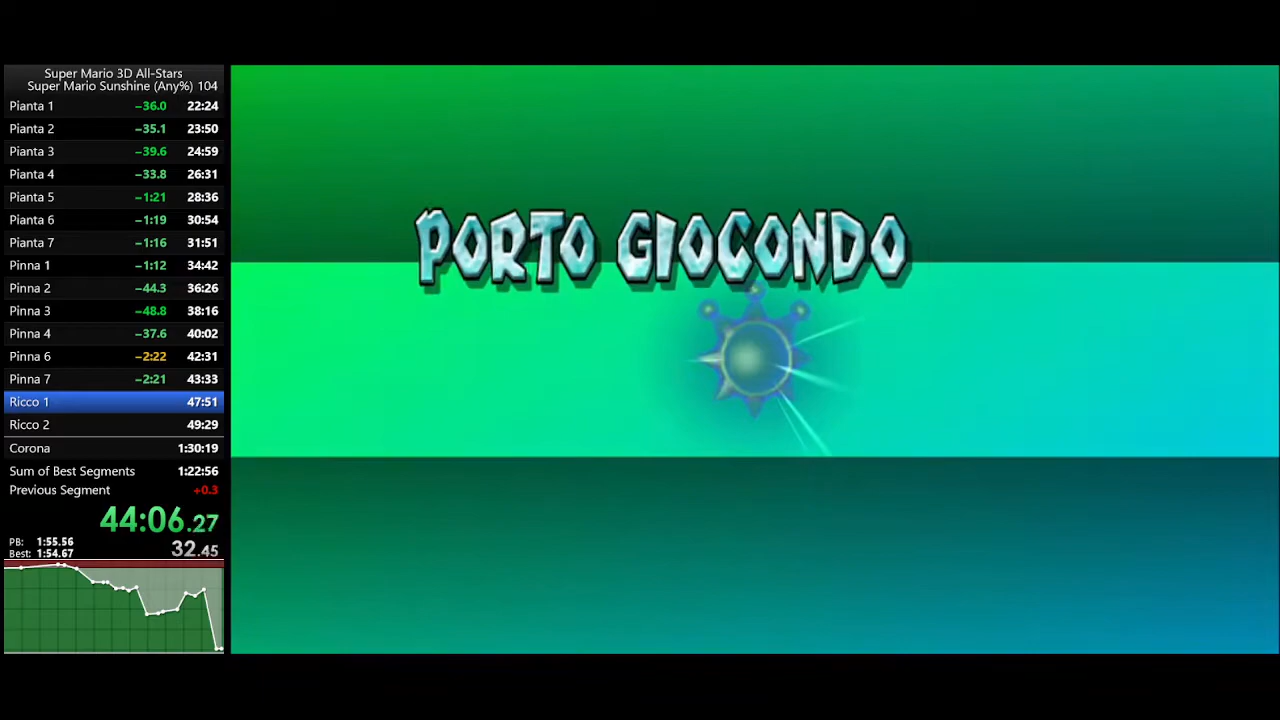 Super Mario 3D All-Stars
Super Mario Sunshine (Any%) 104
Pianta 1 −36.0 22:24
Pianta 2 −35.1 23:50
Pianta 3 −39.6 24:59
Pianta 4 −33.8 26:31
Pianta 5 −1:21 28:36
Pianta 6 −1:19 30:54
Pianta 7 −1:16 31:51
Pinna 1 −1:12 34:42
Pinna 2 −44.3 36:26
Pinna 3 −48.8 38:16
Pinna 4 −37.6 40:02
Pinna 6 −2:22 42:31
Pinna 7 −2:21 43:33
Ricco 1 47:51
Ricco 2 49:29
Corona 1:30:19
Sum of Best Segments 1:22:56
Previous Segment +0.3
44:06.27
PB: 1:55.56
Best: 1:54.67
32.45
PORTO GIOCONDO